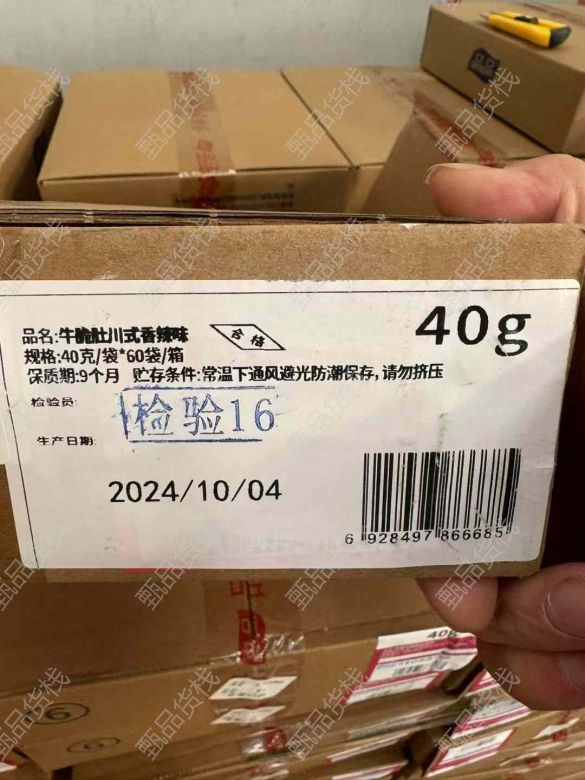 品名:牛脆肚川式香辣味
合格
40g
规格:40克/袋*60袋/箱
保质期:9个月 贮存条件:常温下通风避光防潮保存,请勿挤压
检验员:
检验16
生产日期:
2024/10/04
6 928497 866685
40g
甄品货栈